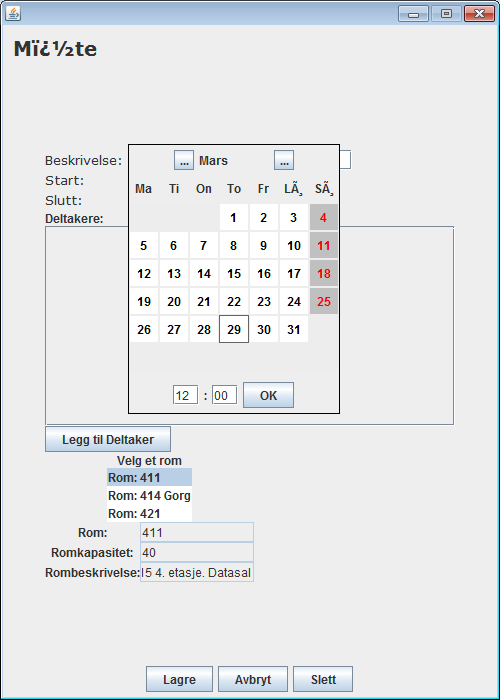 Mï¿½te
Beskrivelse:
... Mars ...
Start:
Ma Ti On To Fr LÃ¸ SÃ¸
Slutt:
Deltakere:
1 2 3 4
5 6 7 8 9 10 11
12 13 14 15 16 17 18
19 20 21 22 23 24 25
26 27 28 29 30 31
12 : 00 OK
Legg til Deltaker
Velg et rom
Rom: 411
Rom: 414 Gorg
Rom: 421
Rom: 411
Romkapasitet: 40
Rombeskrivelse: 15 4. etasje. Datasal
Lagre Avbryt Slett